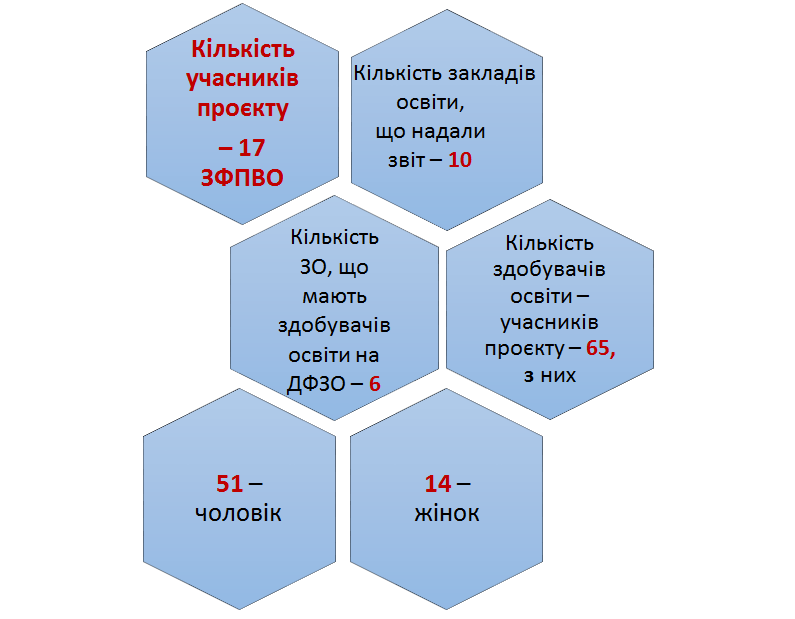 Кількість
учасників
проєкту
– 17
ЗФПВО
Кількість закладів
освіти,
що надали
звіт – 10
Кількість
ЗО, що
мають
здобувачів
освіти на
ДФЗО – 6
Кількість
здобувачів
освіти –
учасників
проєкту – 65,
з них
51 –
чоловік
14 –
жінок